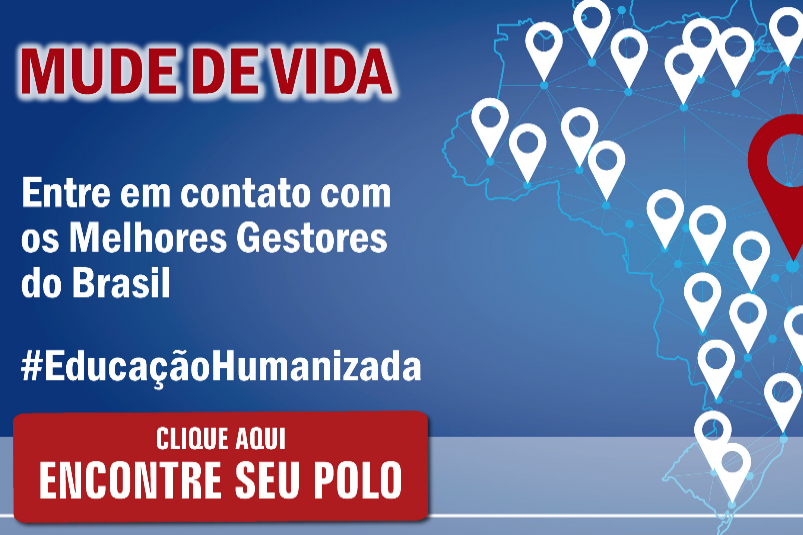 MUDE DE VIDA
Entre em contato com
os Melhores Gestores
do Brasil
#EducaçãoHumanizada
CLIQUE AQUI
ENCONTRE SEU POLO